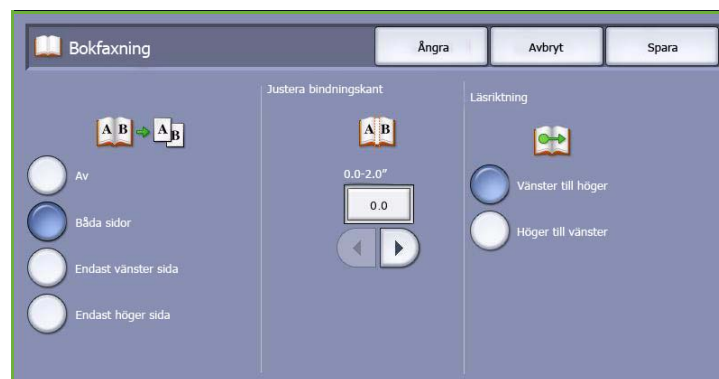 Bokfaxning
Ångra
Avbryt
Spara
A B
A B
Av
Båda sidor
Endast vänster sida
Endast höger sida
Justera bindningskant
A B
0.0-2.0"
0.0
Läsriktning
Vänster till höger
Höger till vänster